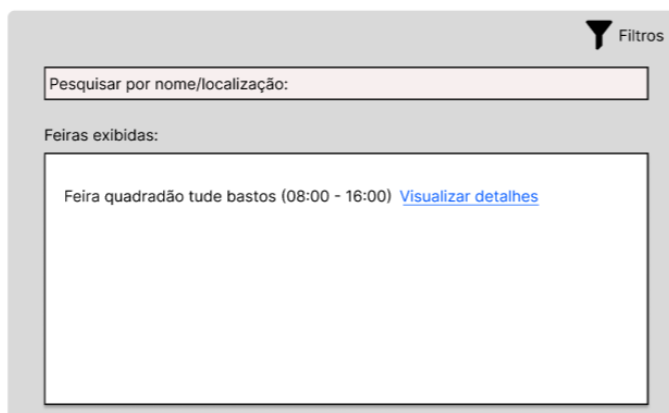 Filtros
Pesquisar por nome/localização:
Feiras exibidas:
Feira quadradão tude bastos (08:00 - 16:00) Visualizar detalhes